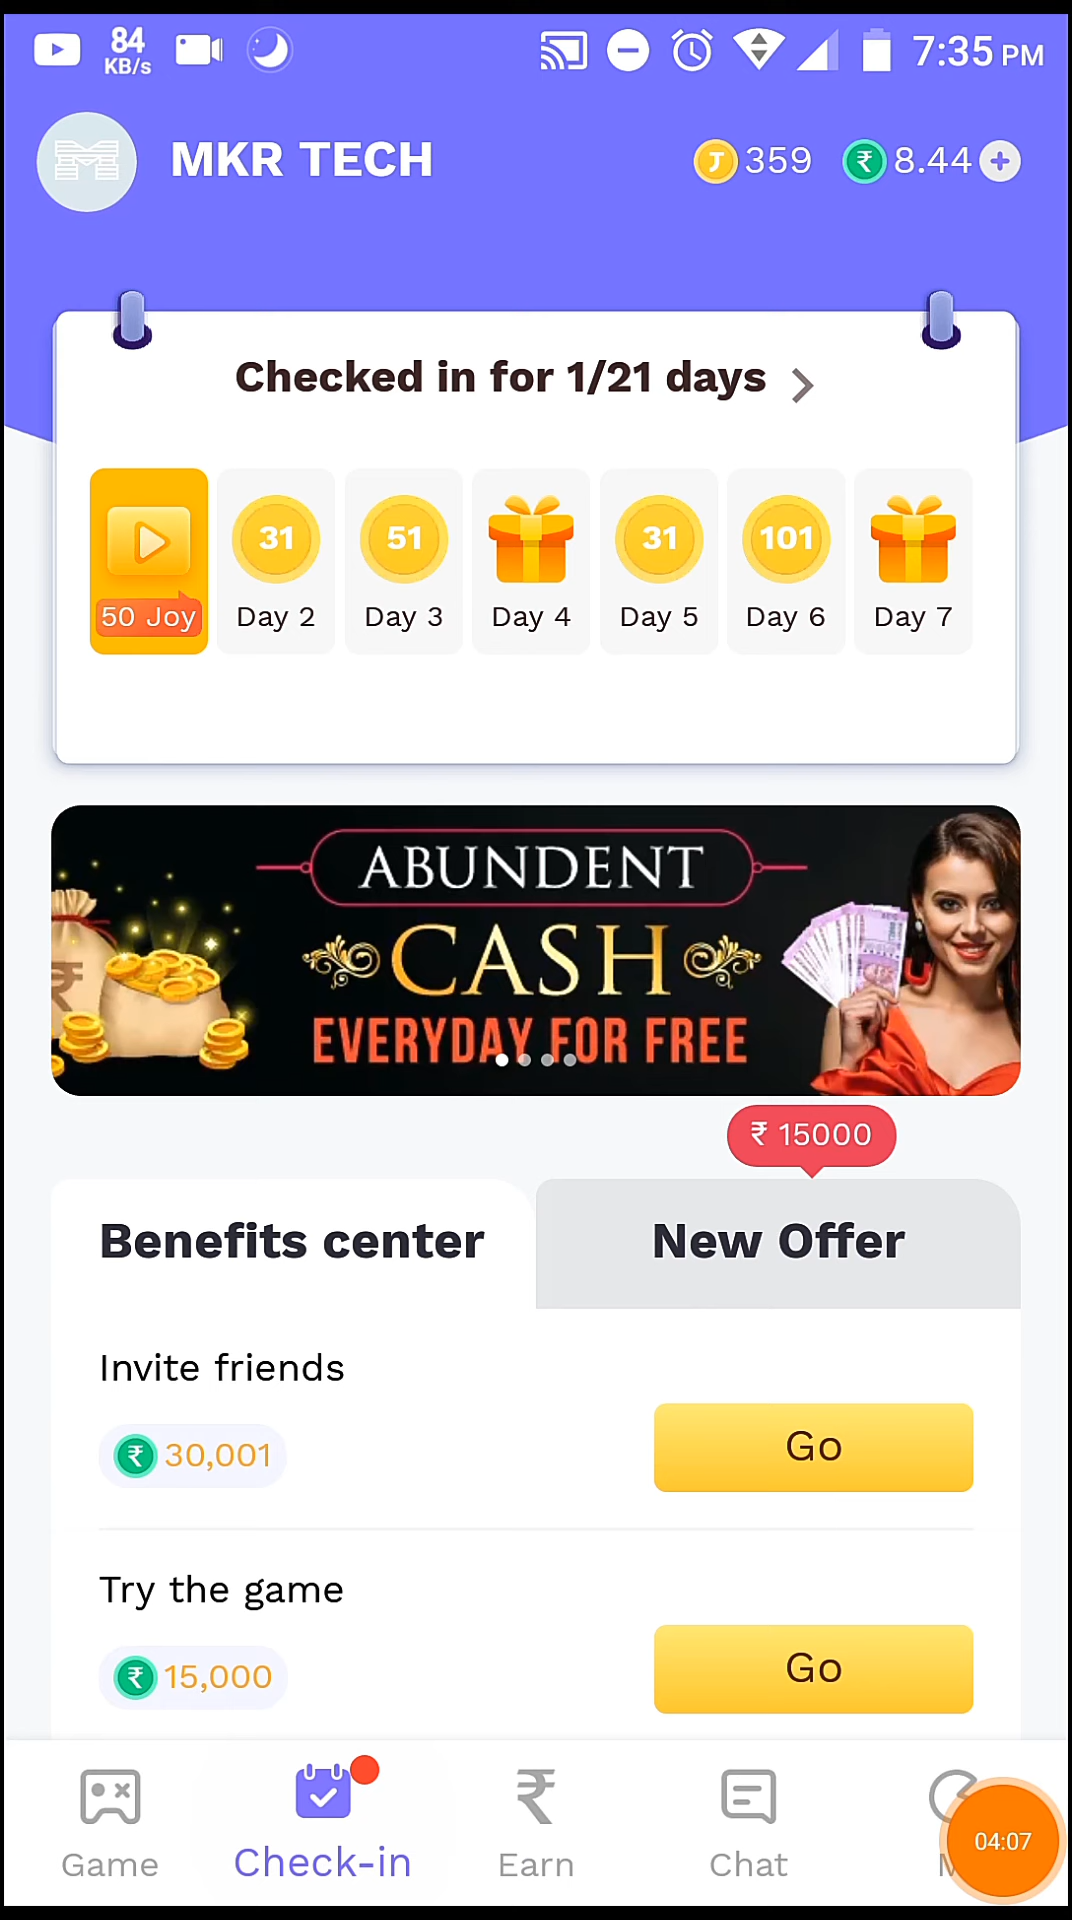 84
KB/s
7:35 PM
MKR TECH
J 359 ₹ 8.44 +
Checked in for 1/21 days
31 51 31 101
50 Joy Day 2 Day 3 Day 4 Day 5 Day 6 Day 7
ABUNDENT
CASH
EVERYDAY FOR FREE
₹
₹ 15000
Benefits center New Offer
Invite friends
₹ 30,001
Go
Try the game
₹ 15,000
Go
Game Check-in Earn Chat
04:07